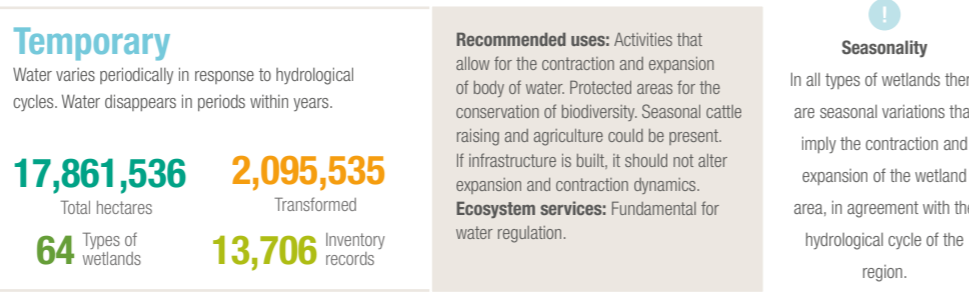 Temporary
Water varies periodically in response to hydrological
cycles. Water disappears in periods within years.
17,861,536
Total hectares
2,095,535
Transformed
64 Types of
wetlands
13,706 Inventory
records
Recommended uses: Activities that
allow for the contraction and expansion
of body of water. Protected areas for the
conservation of biodiversity. Seasonal cattle
raising and agriculture could be present.
If infrastructure is built, it should not alter
expansion and contraction dynamics.
Ecosystem services: Fundamental for
water regulation.
!
Seasonality
In all types of wetlands
are seasonal variations
imply the contraction and
expansion of the wetland
area, in agreement with
hydrological cycle of the
region.